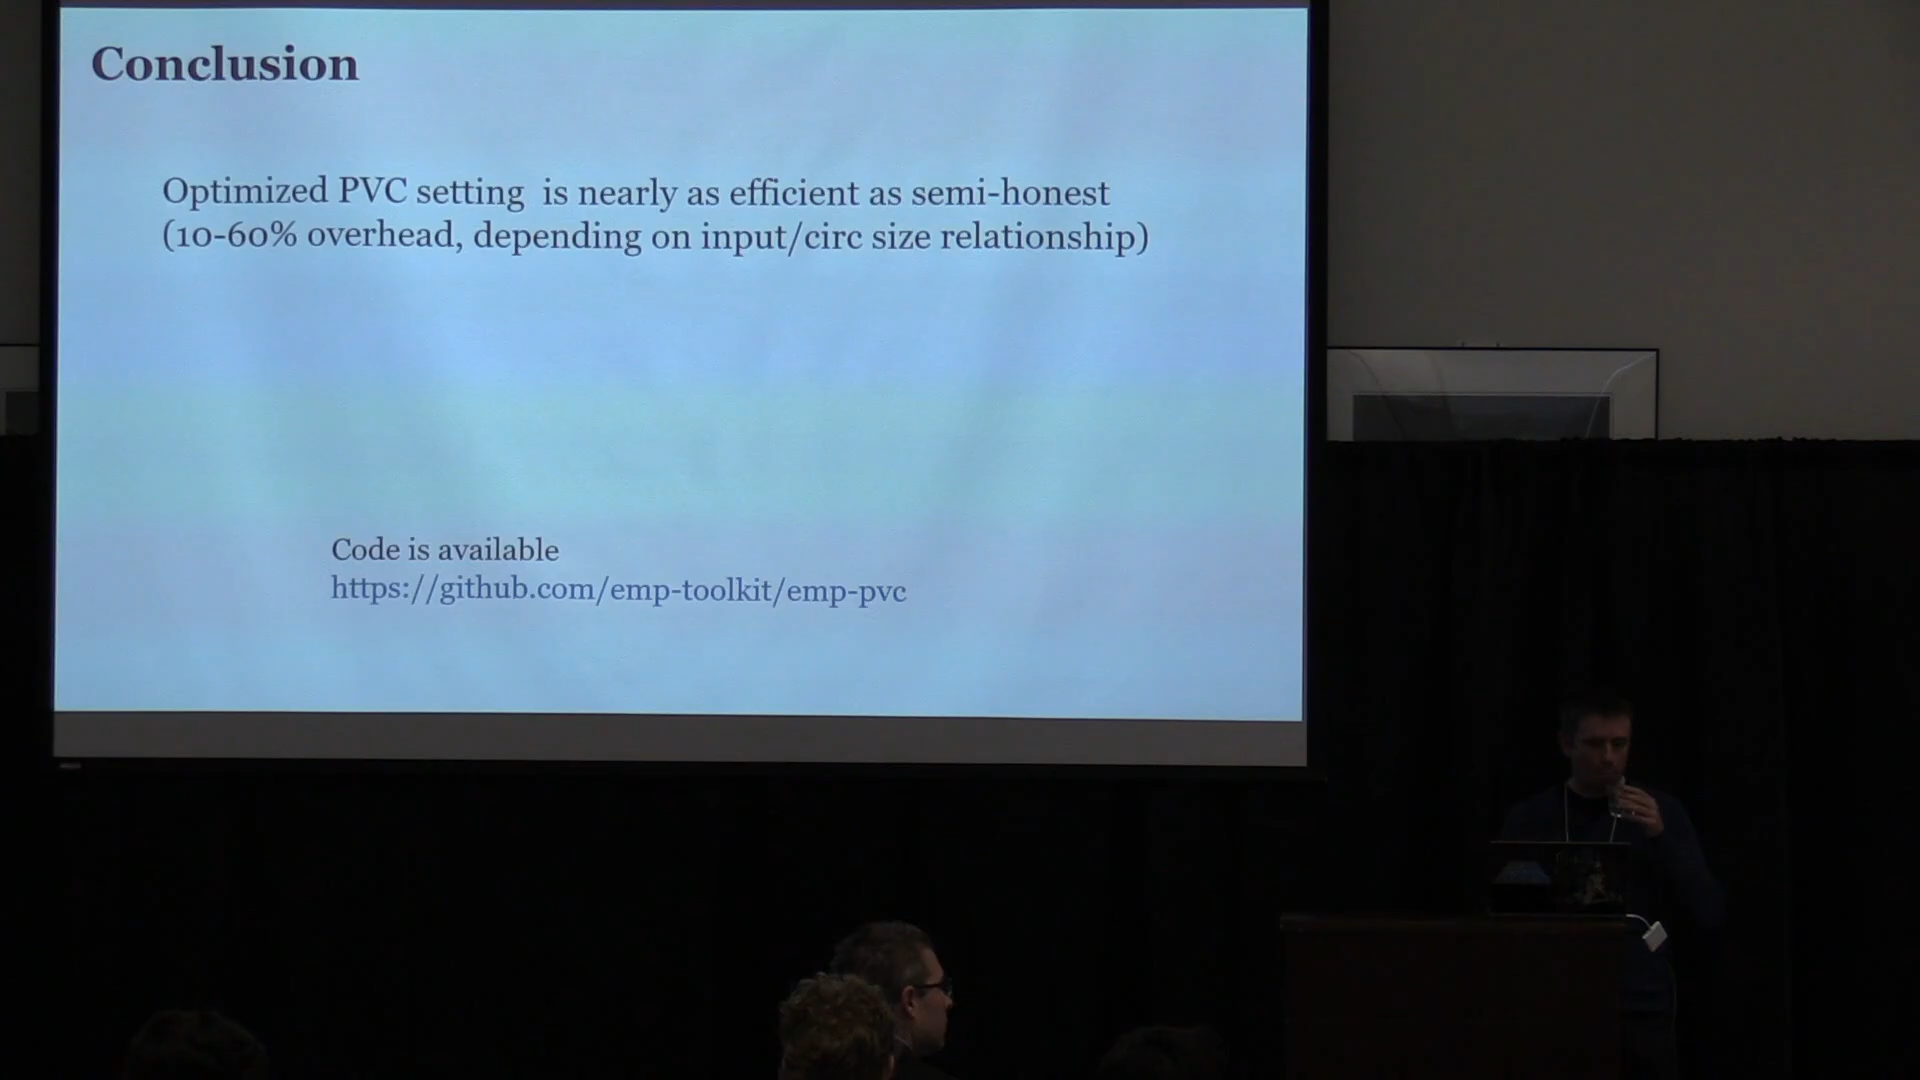 Conclusion
Optimized PVC setting is nearly as efficient as semi-honest
(10-60% overhead, depending on input/circ size relationship)
Code is available
https://github.com/emp-toolkit/emp-pvc